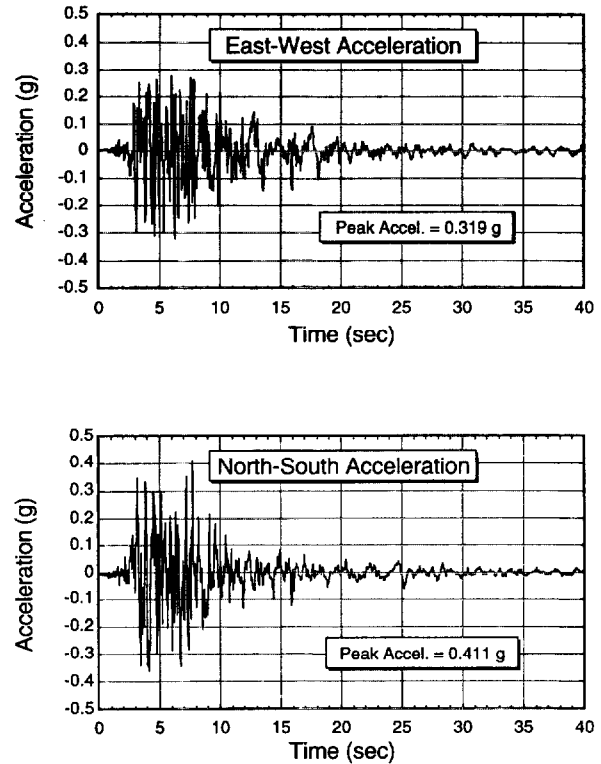 East-West Acceleration
Acceleration (g)
0.5
0.4
0.3
0.2
0.1
0
-0.1
-0.2
-0.3
-0.4
-0.5
Peak Accel. = 0.319 g
0 5 10 15 20 25 30 35 40
Time (sec)
North-South Acceleration
Acceleration (g)
0.5
0.4
0.3
0.2
0.1
0
-0.1
-0.2
-0.3
-0.4
-0.5
Peak Accel. = 0.411 g
0 5 10 15 20 25 30 35 40
Time (sec)